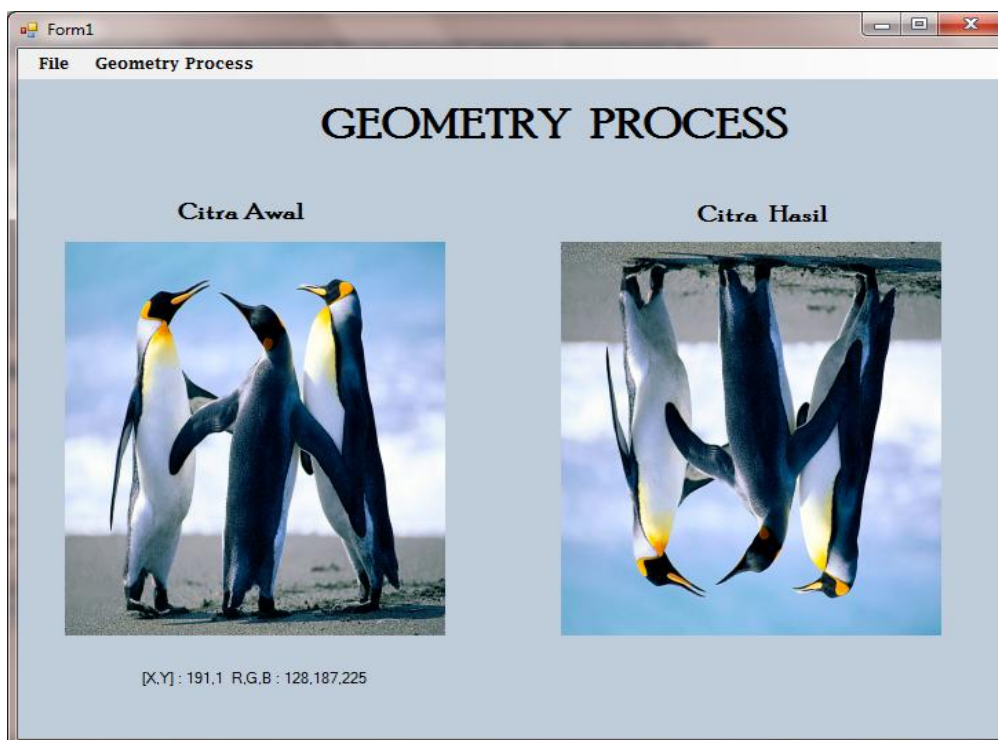 Form1
File Geometry Process
GEOMETRY PROCESS
Citra Awal
Citra Hasil
[X,Y] : 191,1 R,G,B : 128,187,225